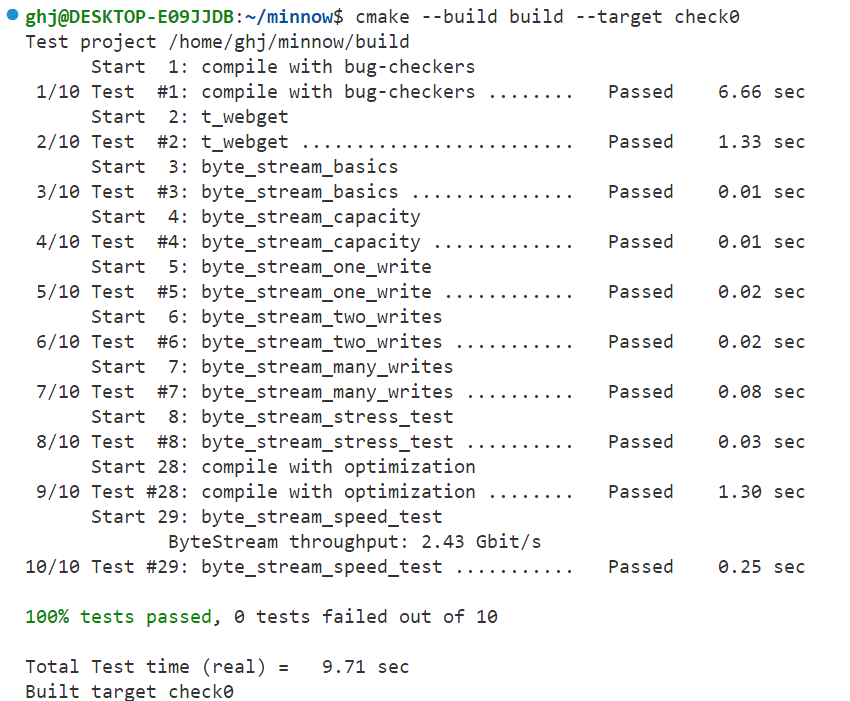 ghj@DESKTOP-E09JJDB:~/minnow$ cmake --build build --target check0
Test project /home/ghj/minnow/build
      Start  1: compile with bug-checkers
 1/10 Test  #1: compile with bug-checkers ........   Passed    6.66 sec
      Start  2: t_webget
 2/10 Test  #2: t_webget .........................   Passed    1.33 sec
      Start  3: byte_stream_basics
 3/10 Test  #3: byte_stream_basics ...............   Passed    0.01 sec
      Start  4: byte_stream_capacity
 4/10 Test  #4: byte_stream_capacity .............   Passed    0.01 sec
      Start  5: byte_stream_one_write
 5/10 Test  #5: byte_stream_one_write ............   Passed    0.02 sec
      Start  6: byte_stream_two_writes
 6/10 Test  #6: byte_stream_two_writes ...........   Passed    0.02 sec
      Start  7: byte_stream_many_writes
 7/10 Test  #7: byte_stream_many_writes ..........   Passed    0.08 sec
      Start  8: byte_stream_stress_test
 8/10 Test  #8: byte_stream_stress_test ..........   Passed    0.03 sec
      Start 28: compile with optimization
 9/10 Test #28: compile with optimization ........   Passed    1.30 sec
      Start 29: byte_stream_speed_test
             ByteStream throughput: 2.43 Gbit/s
10/10 Test #29: byte_stream_speed_test ...........   Passed    0.25 sec

100% tests passed, 0 tests failed out of 10

Total Test time (real) =   9.71 sec
Built target check0